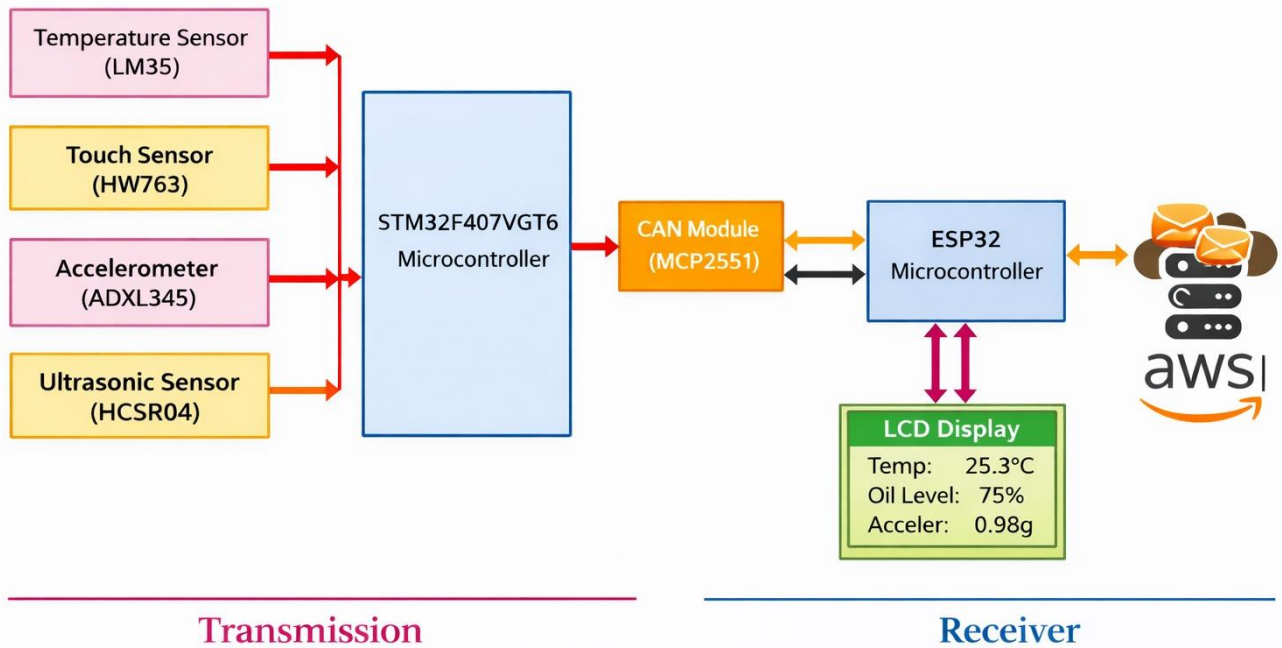 Temperature Sensor
(LM35)
Touch Sensor
(HW763)
Accelerometer
(ADXL345)
Ultrasonic Sensor
(HCSR04)
STM32F407VGT6
Microcontroller
CAN Module
(MCP2551)
ESP32
Microcontroller
aws
LCD Display
Temp: 25.3°C
Oil Level: 75%
Acceler: 0.98g
Transmission
Receiver